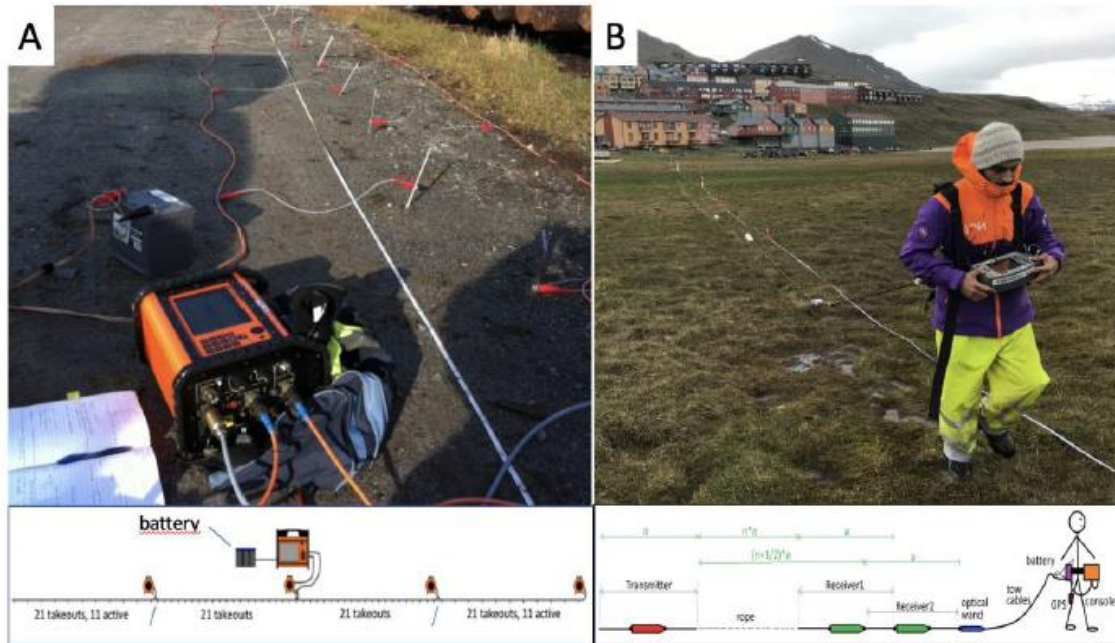 A
B
battery
21 takeouts, 11 active
21 takeouts
21 takeouts
21 takeouts, 11 active
a
n*a
a
(n+1/2)*a
a
Transmitter
rope
Receiver1
Receiver2
optical
wand
tow
cables
battery
GPS
console